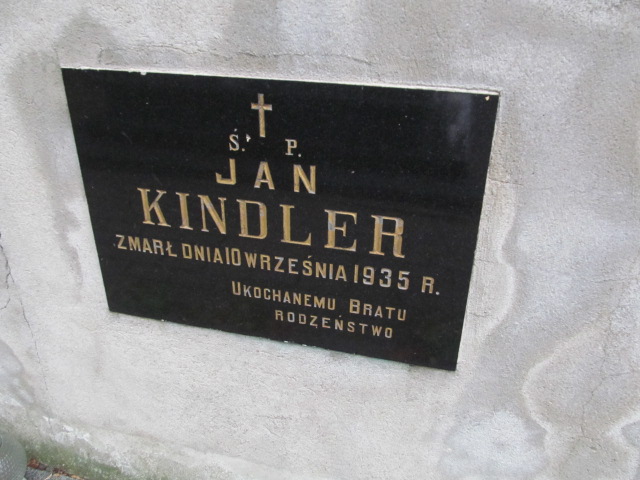 Ś. P.
JAN
KINDLER
ZMARŁ DNIA 10 WRZEŚNIA 1935 R.
UKOCHANEMU BRATU
RODZEŃSTWO